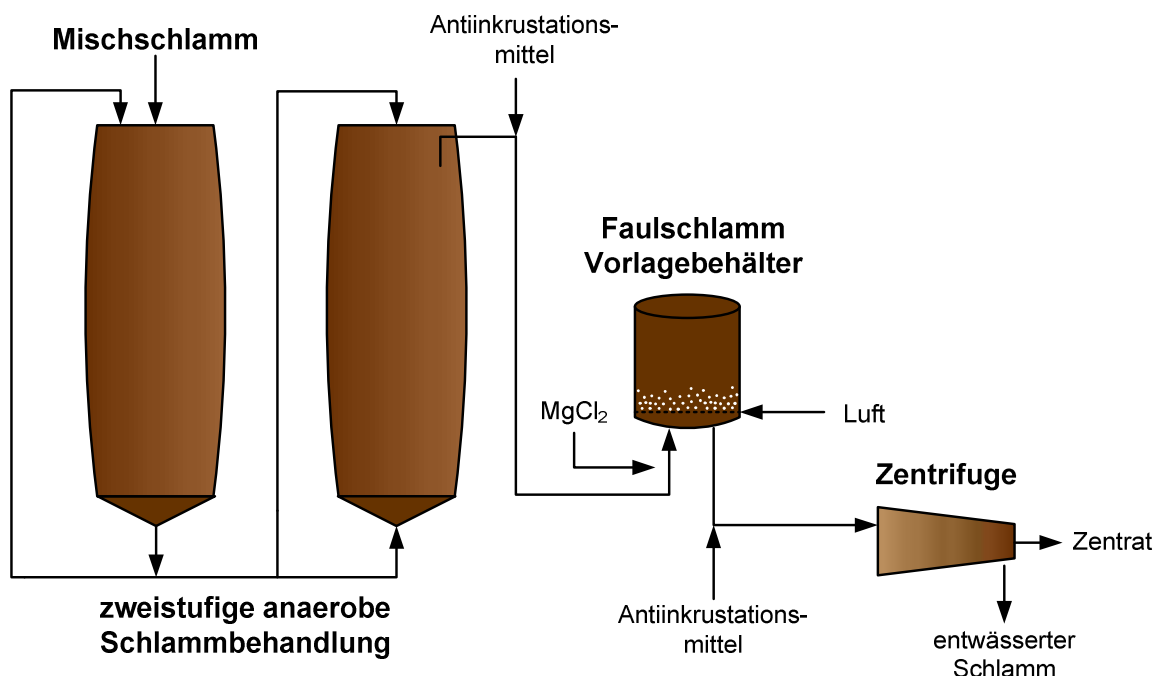 Mischschlamm
Antiinkrustations-
mittel
Faulschlamm
Vorlagebehälter
MgCl₂
Luft
Zentrifuge
Zentrat
zweistufige anaerobe
Schlammbehandlung
Antiinkrustations-
mittel
entwässerter
Schlamm